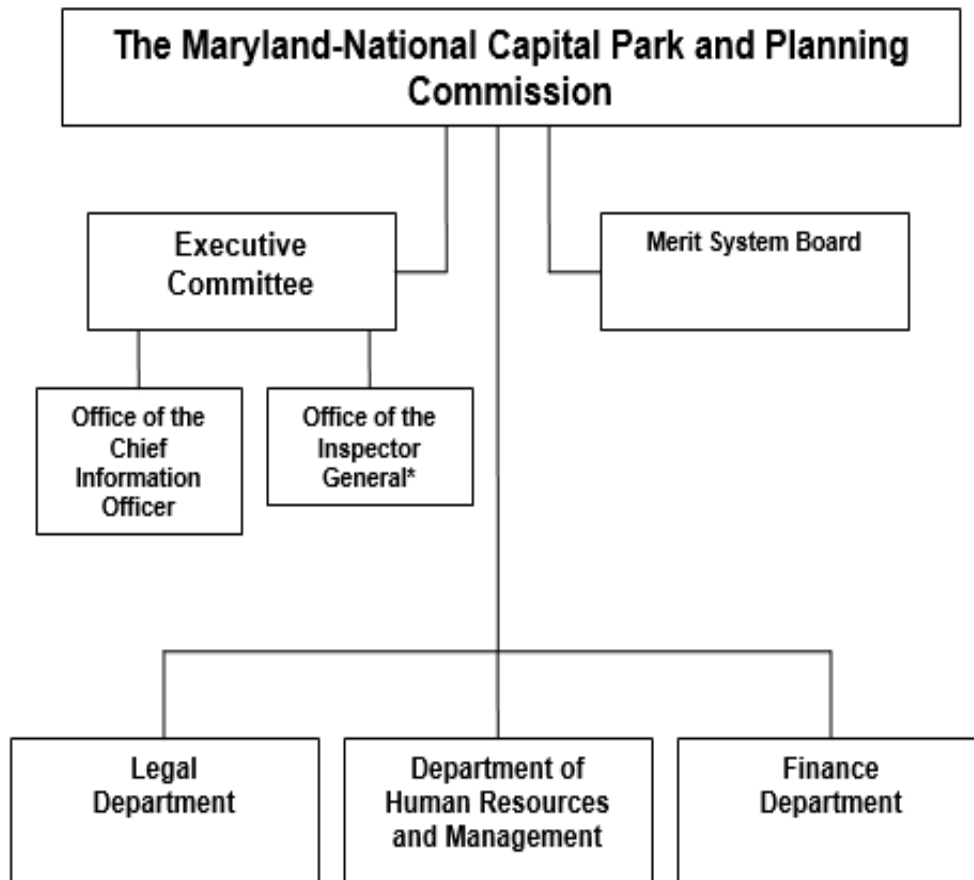 The Maryland-National Capital Park and Planning
Commission
Executive
Committee
Merit System Board
Office of the
Chief
Information
Officer
Office of the
Inspector
General*
Legal
Department
Department of
Human Resources
and Management
Finance
Department